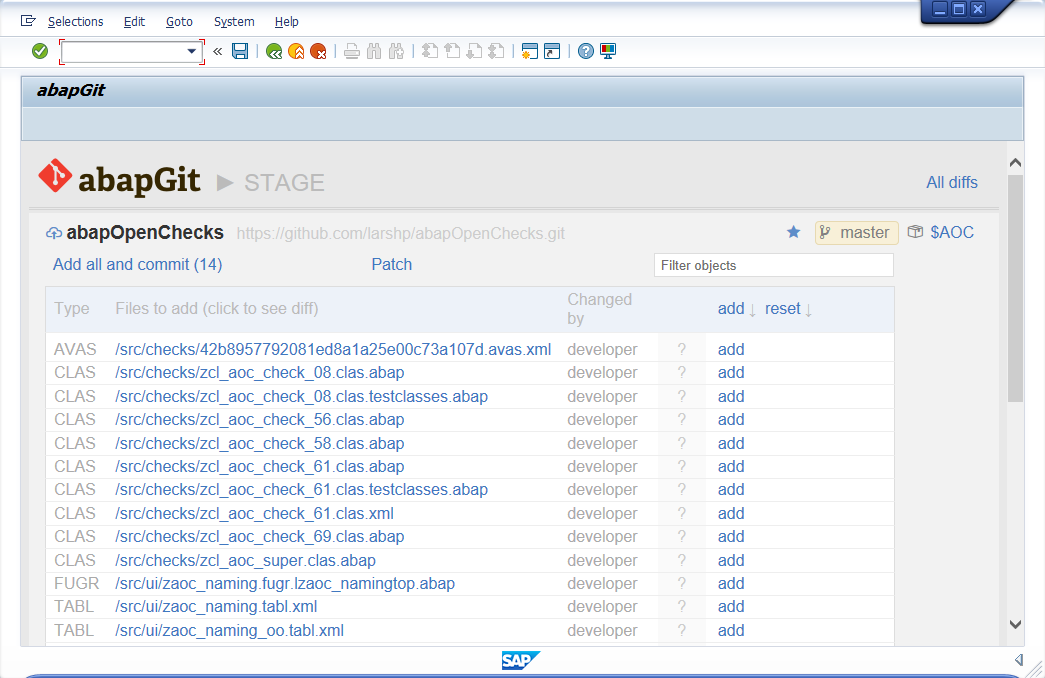 Selections Edit Goto System Help
abapGit
abapGit STAGE All diffs
abapOpenChecks https://github.com/larshp/abapOpenChecks.git master $AOC
Add all and commit (14) Patch Filter objects
Type Files to add (click to see diff) Changed by add ↓ reset ↓
AVAS /src/checks/42b8957792081ed8a1a25e00c73a107d.avas.xml developer ? add
CLAS /src/checks/zcl_aoc_check_08.clas.abap developer ? add
CLAS /src/checks/zcl_aoc_check_08.clas.testclasses.abap developer ? add
CLAS /src/checks/zcl_aoc_check_56.clas.abap developer ? add
CLAS /src/checks/zcl_aoc_check_58.clas.abap developer ? add
CLAS /src/checks/zcl_aoc_check_61.clas.abap developer ? add
CLAS /src/checks/zcl_aoc_check_61.clas.testclasses.abap developer ? add
CLAS /src/checks/zcl_aoc_check_61.clas.xml developer ? add
CLAS /src/checks/zcl_aoc_check_69.clas.abap developer ? add
CLAS /src/checks/zcl_aoc_super.clas.abap developer ? add
FUGR /src/ui/zaoc_naming.fugr.lzaoc_namingtop.abap developer ? add
TABL /src/ui/zaoc_naming.tabl.xml developer ? add
TABL /src/ui/zaoc_naming_oo.tabl.xml developer ? add
SAP